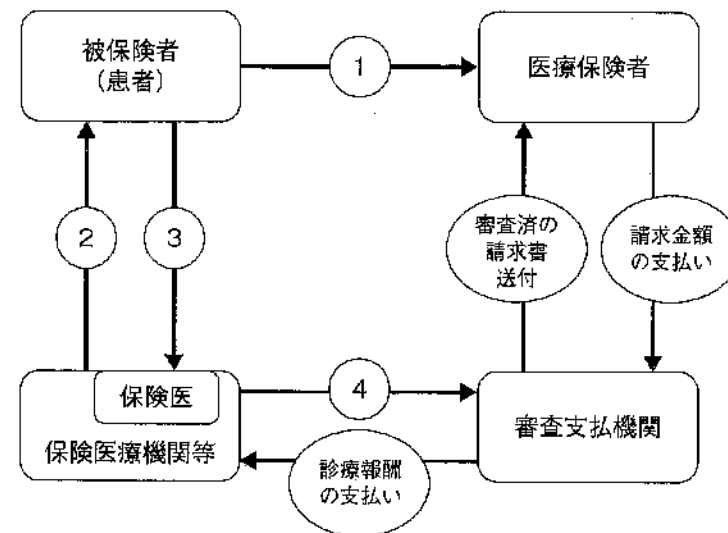 被保険者
(患者)
1
医療保険者
2
3
審査済の
請求書
送付
請求金額
の支払い
保険医
保険医療機関等
4
審査支払機関
診療報酬
の支払い